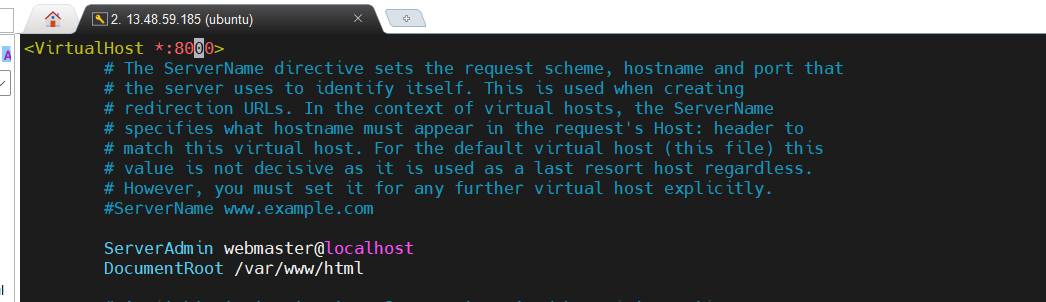 2. 13.48.59.185 (ubuntu)
A
<VirtualHost *:8000>
# The ServerName directive sets the request scheme, hostname and port that
# the server uses to identify itself. This is used when creating
# redirection URLs. In the context of virtual hosts, the ServerName
# specifies what hostname must appear in the request's Host: header to
# match this virtual host. For the default virtual host (this file) this
# value is not decisive as it is used as a last resort host regardless.
# However, you must set it for any further virtual host explicitly.
#ServerName www.example.com
ServerAdmin webmaster@localhost
DocumentRoot /var/www/html